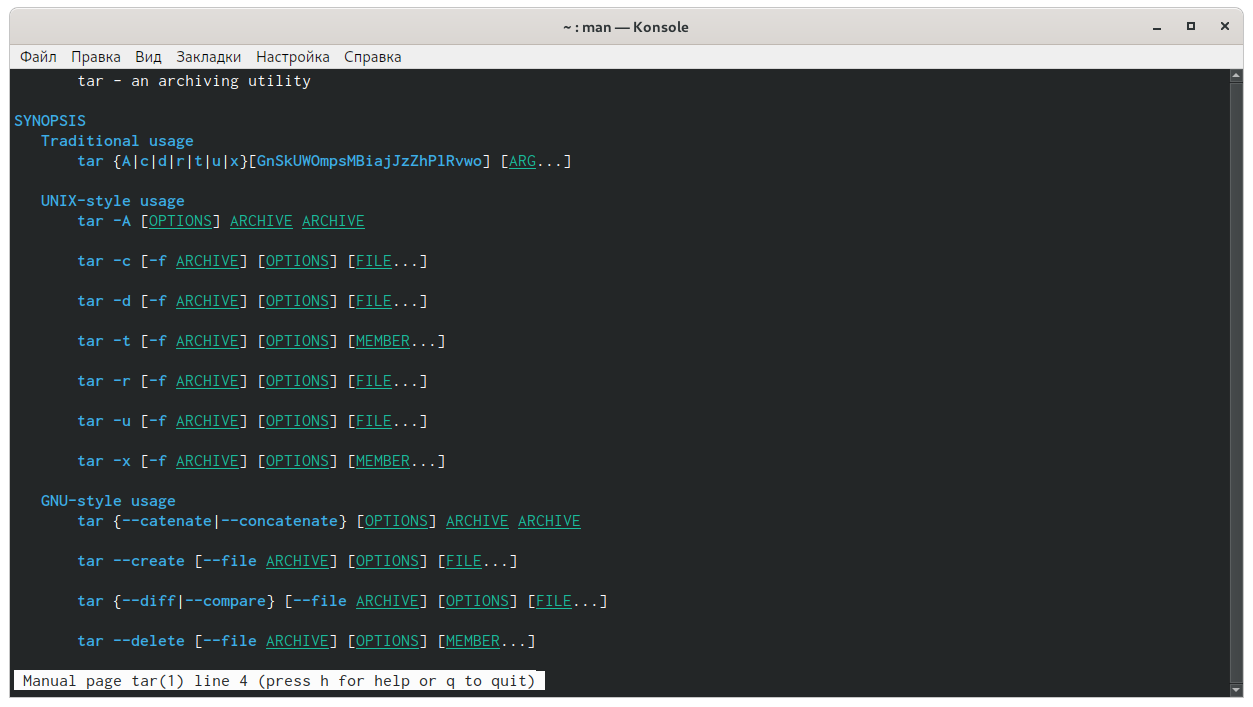 ~ : man — Konsole
Файл Правка Вид Закладки Настройка Справка
tar - an archiving utility
SYNOPSIS
Traditional usage
tar {A|c|d|r|t|u|x}[GnSkUWOmpsMBiajJzZhPlRvwo] [ARG...]
UNIX-style usage
tar -A [OPTIONS] ARCHIVE ARCHIVE
tar -c [-f ARCHIVE] [OPTIONS] [FILE...]
tar -d [-f ARCHIVE] [OPTIONS] [FILE...]
tar -t [-f ARCHIVE] [OPTIONS] [MEMBER...]
tar -r [-f ARCHIVE] [OPTIONS] [FILE...]
tar -u [-f ARCHIVE] [OPTIONS] [FILE...]
tar -x [-f ARCHIVE] [OPTIONS] [MEMBER...]
GNU-style usage
tar {--catenate|--concatenate} [OPTIONS] ARCHIVE ARCHIVE
tar --create [--file ARCHIVE] [OPTIONS] [FILE...]
tar {--diff|--compare} [--file ARCHIVE] [OPTIONS] [FILE...]
tar --delete [--file ARCHIVE] [OPTIONS] [MEMBER...]
Manual page tar(1) line 4 (press h for help or q to quit)